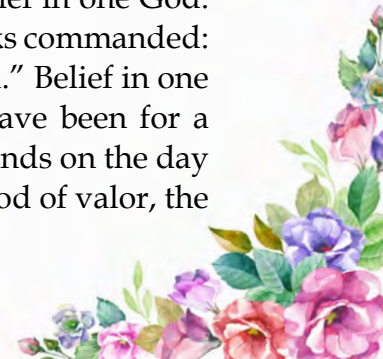 ef in one God.
ks commanded:
.” Belief in one
ave been for a
nds on the day
od of valor, the